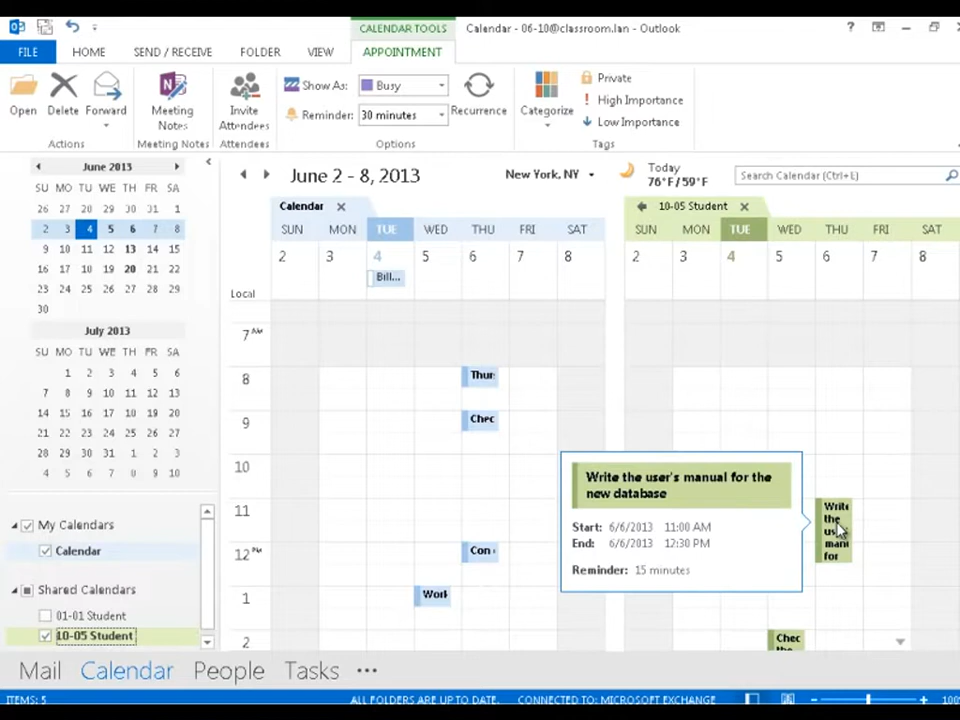 CALENDAR TOOLS
Calendar - 06-10@classroom.lan - Outlook
?
FILE HOME SEND / RECEIVE FOLDER VIEW APPOINTMENT
Open Delete Forward
Meeting Notes
Invite Attendees
Show As: Busy
Reminder: 30 minutes
Recurrence
Categorize
Private
High Importance
Low Importance
Actions Meeting Notes Attendees Options Tags
June 2013
SU MO TU WE TH FR SA
26 27 28 29 30 31 1
2 3 4 5 6 7 8
9 10 11 12 13 14 15
16 17 18 19 20 21 22
23 24 25 26 27 28 29
30
July 2013
SU MO TU WE TH FR SA
1 2 3 4 5 6
7 8 9 10 11 12 13
14 15 16 17 18 19 20
21 22 23 24 25 26 27
28 29 30 31 1 2 3
4 5 6 7 8 9 10
My Calendars
Calendar
Shared Calendars
01-01 Student
10-05 Student
June 2 - 8, 2013
New York, NY
Today
76°F/59°F
Search Calendar (Ctrl+L)
Calendar
10-05 Student
SUN MON TUE WED THU FRI SAT
2 3 4 5 6 7 8
Bill...
SUN MON TUE WED THU FRI SAT
2 3 4 5 6 7 8
Local
7 AM
8
9
10
11
12 PM
1
2
Thur
Chec
Con
Work
Write the user's manual for the
new database
Start: 6/6/2013 11:00 AM
End: 6/6/2013 12:30 PM
Reminder: 15 minutes
Write
the
manu
for
Chec
the
Mail Calendar People Tasks
ITEMS: 5
ALL FOLDERS ARE UP TO DATE.
CONNECTED TO: MICROSOFT EXCHANGE
100